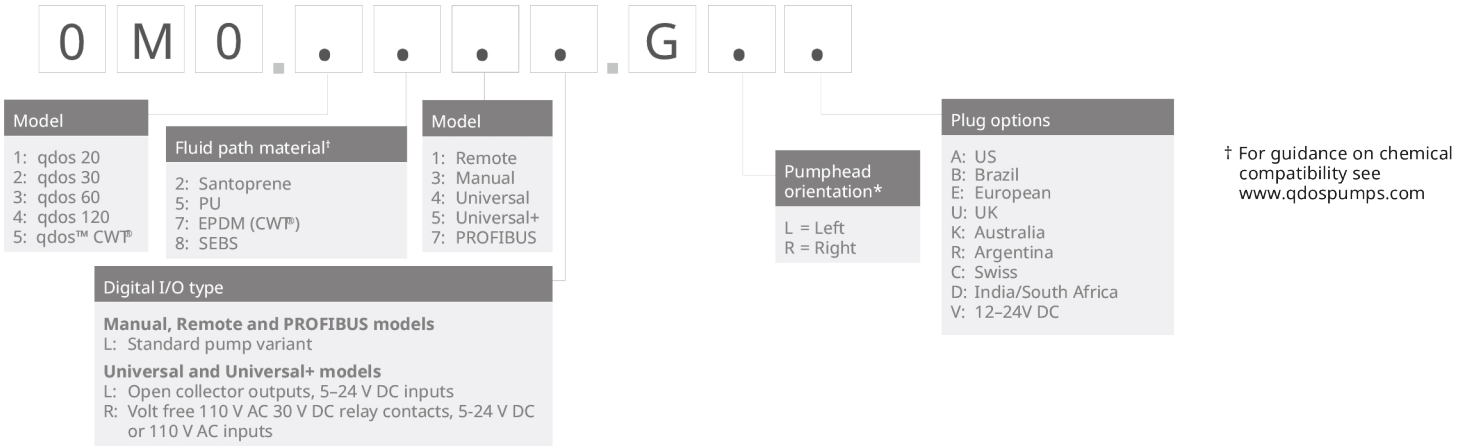 0 M 0 . . . . . . G . .
Model
1: qdos 20
2: qdos 30
3: qdos 60
4: qdos 120
5: qdos™ CWT®
Fluid path material†
2: Santoprene
5: PU
7: EPDM (CWT®)
8: SEBS
Model
1: Remote
3: Manual
4: Universal
5: Universal+
7: PROFIBUS
Digital I/O type
Manual, Remote and PROFIBUS models
L: Standard pump variant
Universal and Universal+ models
L: Open collector outputs, 5–24 V DC inputs
R: Volt free 110 V AC 30 V DC relay contacts, 5-24 V DC
or 110 V AC inputs
Pumphead
orientation*
L = Left
R = Right
Plug options
A: US
B: Brazil
E: European
U: UK
K: Australia
R: Argentina
C: Swiss
D: India/South Africa
V: 12–24V DC
† For guidance on chemical
compatibility see
www.qdospumps.com